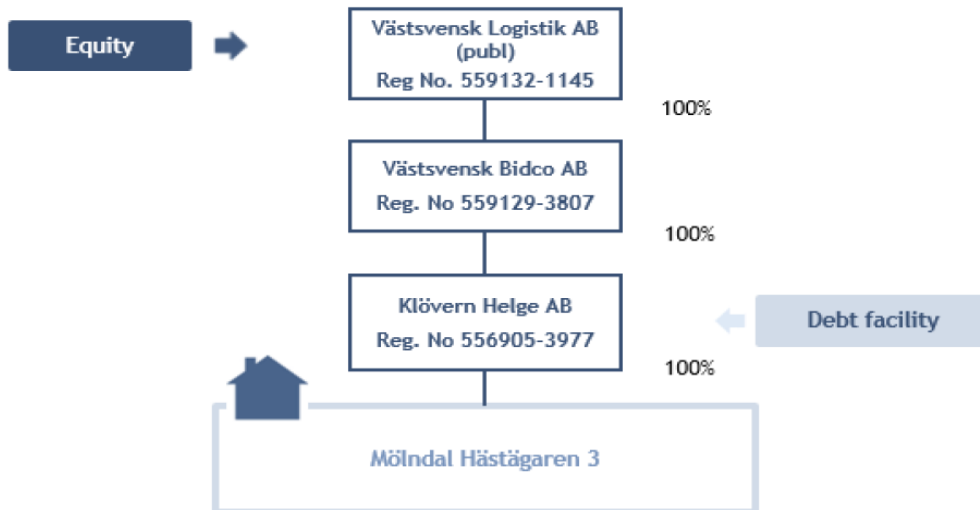 Equity
Västsvensk Logistik AB
(publ)
Reg No. 559132-1145
100%
Västsvensk Bidco AB
Reg. No 559129-3807
100%
Klövern Helge AB
Reg. No 556905-3977
Debt facility
100%
Mölndal Hästägaren 3